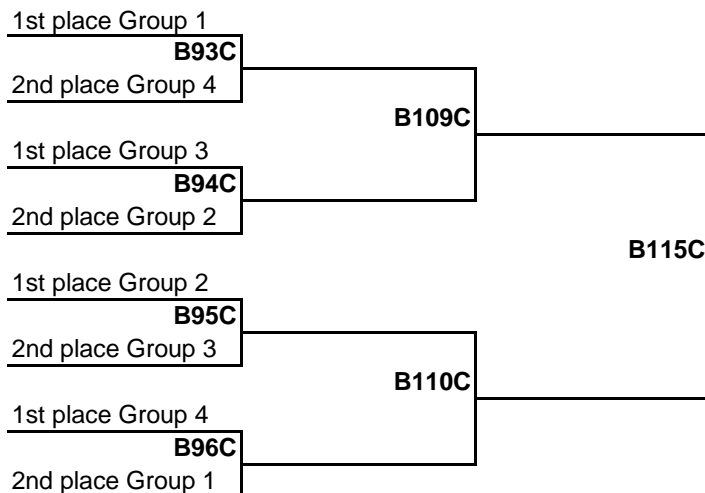 1st place Group 1
B93C
2nd place Group 4
B109C
1st place Group 3
B94C
2nd place Group 2
B115C
1st place Group 2
B95C
2nd place Group 3
B110C
1st place Group 4
B96C
2nd place Group 1